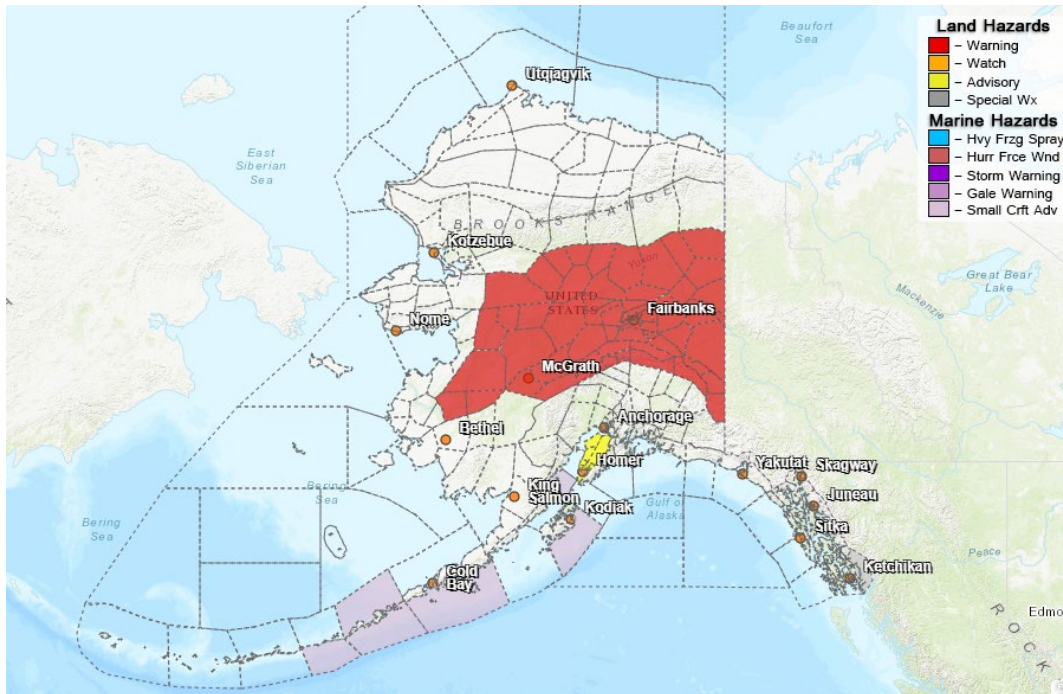 Land Hazards
– Warning
– Watch
– Advisory
– Special Wx
Marine Hazards
– Hvy Frzg Spray
– Hurr Frce Wnd
– Storm Warning
– Gale Warning
– Small Crft Adv
Beaufort
Sea
Utqiagvik
East
Siberian
Sea
BROOKS RANGE
Kotzebue
Yukon
Great Bear
Lake
Mackenzie
UNITED
STATES
Fairbanks
Nome
McGrath
Anchorage
Bethel
Homer
Yakutat
Skagway
King
Salmon
Bering
Sea
Kodiak
Gulf of
Alaska
Juneau
Bering
Sea
Sitka
Peace
Cold
Bay
Ketchikan
Edmo
ROCK